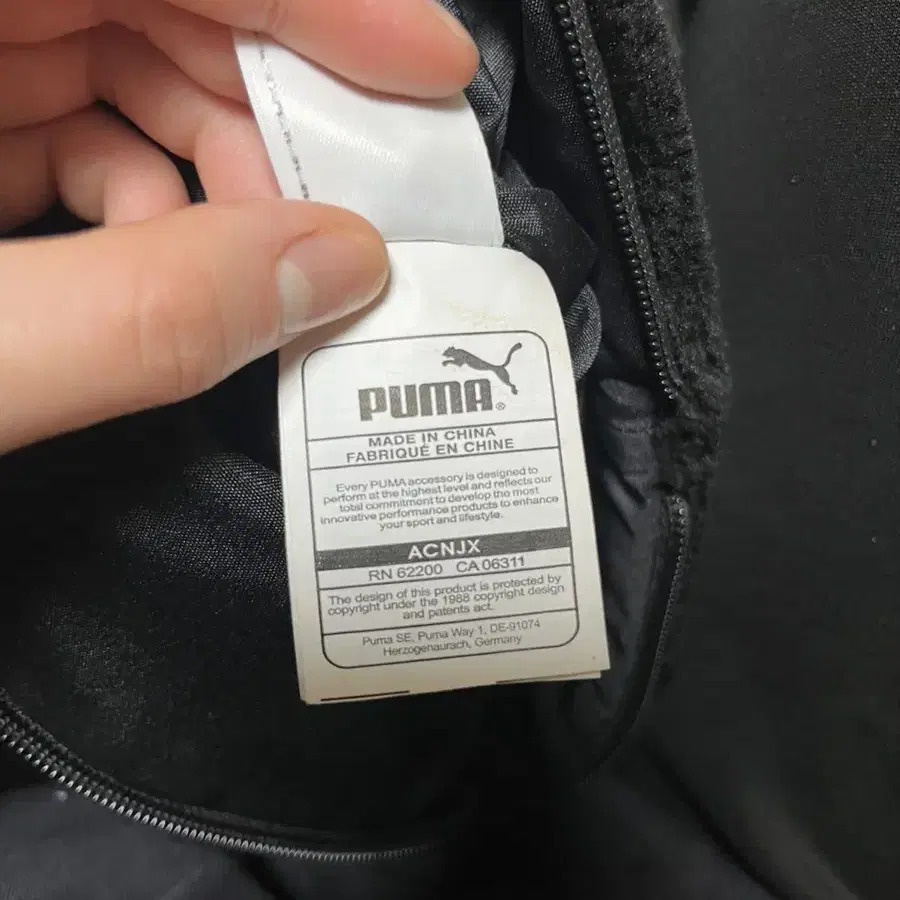 PUMA®
MADE IN CHINA
FABRIQUÉ EN CHINE
Every PUMA accessory is designed to
perform at the highest level and reflects our
total commitment to develop the most
innovative performance products to enhance
your sport and lifestyle.
ACNJX
RN 62200 CA 06311
The design of this product is protected by
copyright under the 1988 copyright design
and patents act.
Puma SE, Puma Way 1, DE-91074
Herzogenaurach, Germany